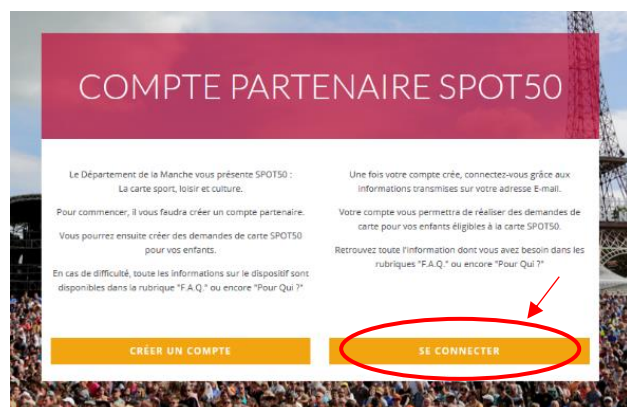 COMPTE PARTENAIRE SPOT50
Le Département de la Manche vous présente SPOT50 :
La carte sport, loisir et culture.
Pour commencer, il vous faudra créer un compte partenaire.
Vous pourrez ensuite créer des demandes de carte SPOT50
pour vos enfants.
En cas de difficulté, toute les informations sur le dispositif sont
disponibles dans la rubrique "F.A.Q." ou encore "Pour Qui ?"
CRÉER UN COMPTE
Une fois votre compte crée, connectez-vous grâce aux
informations transmises sur votre adresse E-mail.
Votre compte vous permettra de réaliser des demandes de
carte pour vos enfants éligibles à la carte SPOT50.
Retrouvez toute l'information dont vous avez besoin dans les
rubriques "F.A.Q." ou encore "Pour Qui ?"
SE CONNECTER